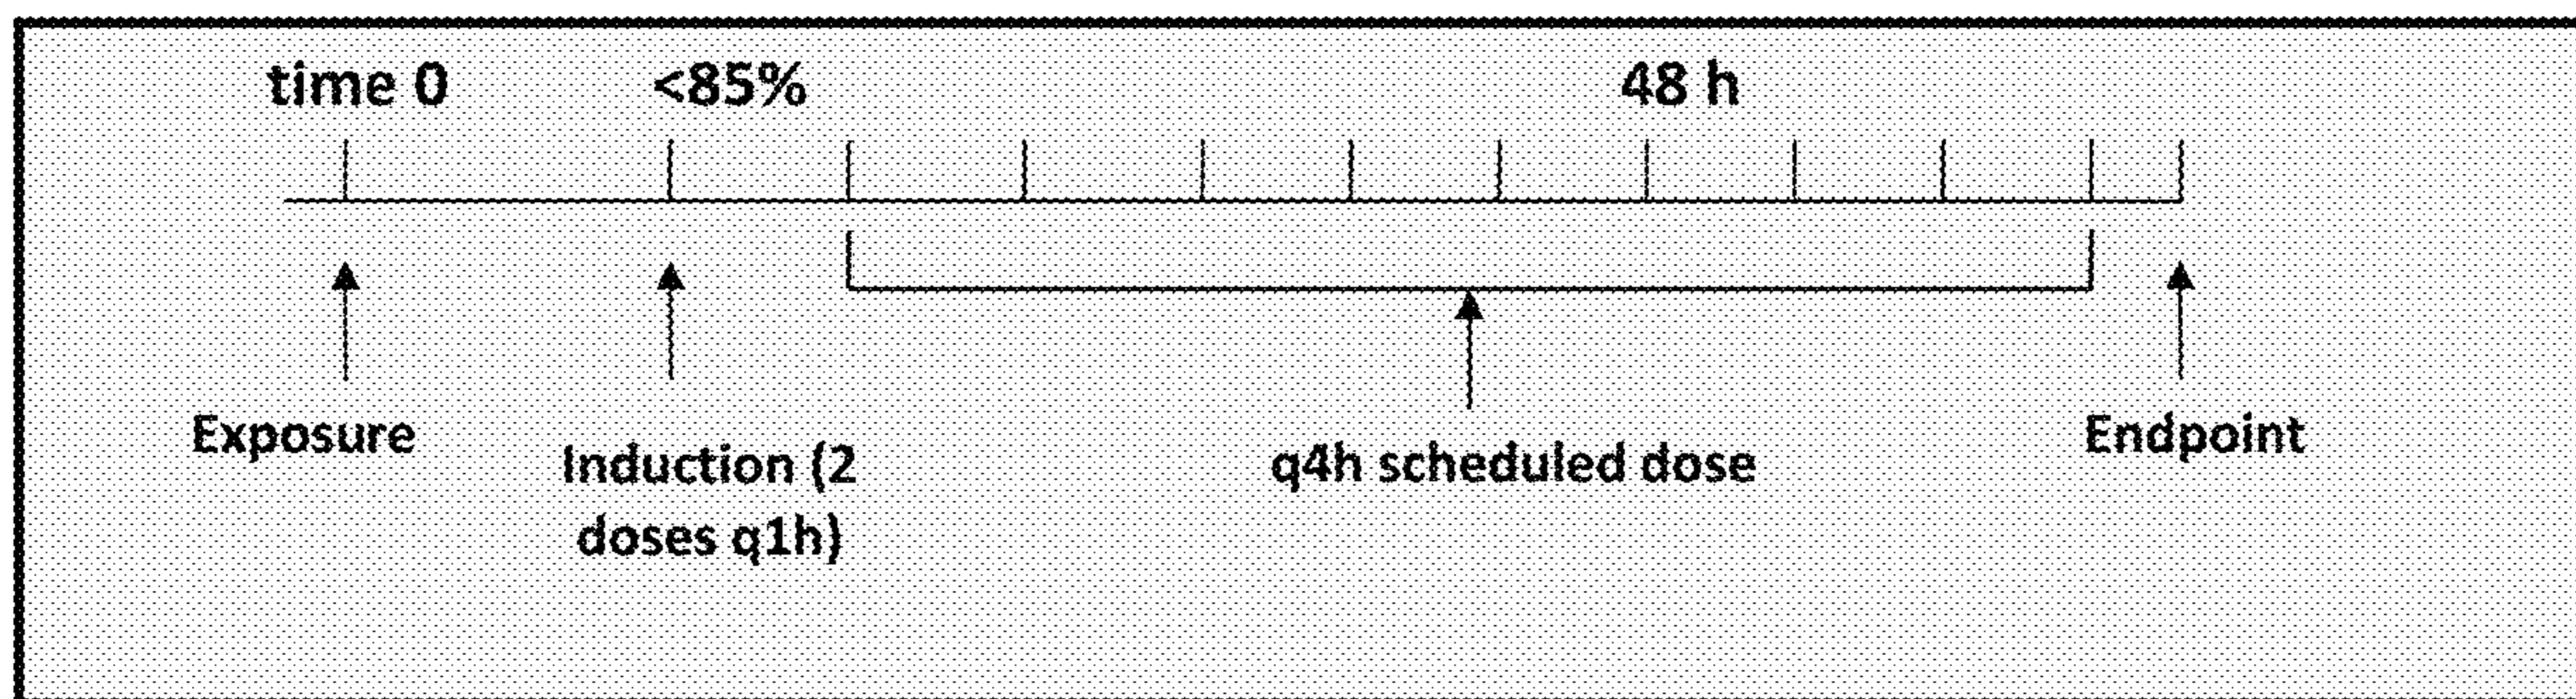 time 0 <85% 48 h
Exposure
Induction (2
doses q1h)
q4h scheduled dose
Endpoint